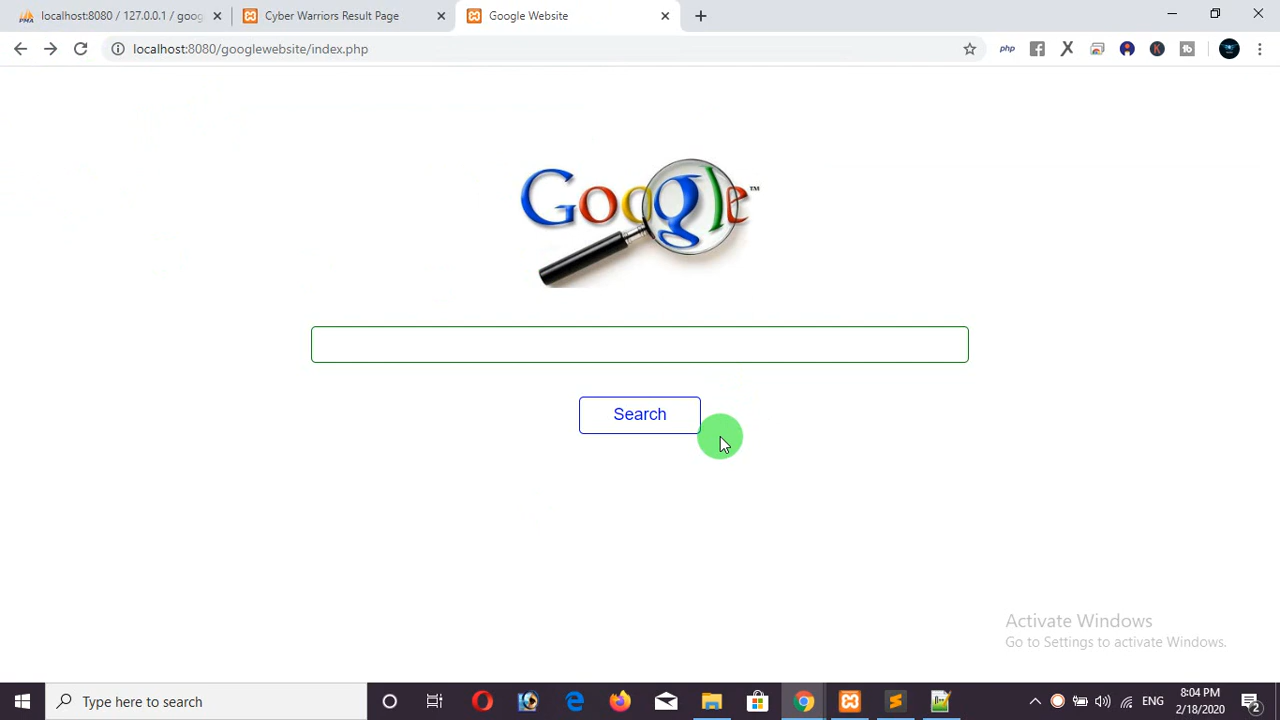 localhost:8080 / 127.0.0.1 / goog
Cyber Warriors Result Page
Google Website
localhost:8080/googlewebsite/index.php
php
Google™
Search
Activate Windows
Go to Settings to activate Windows.
Type here to search
ENG
8:04 PM
2/18/2020
2